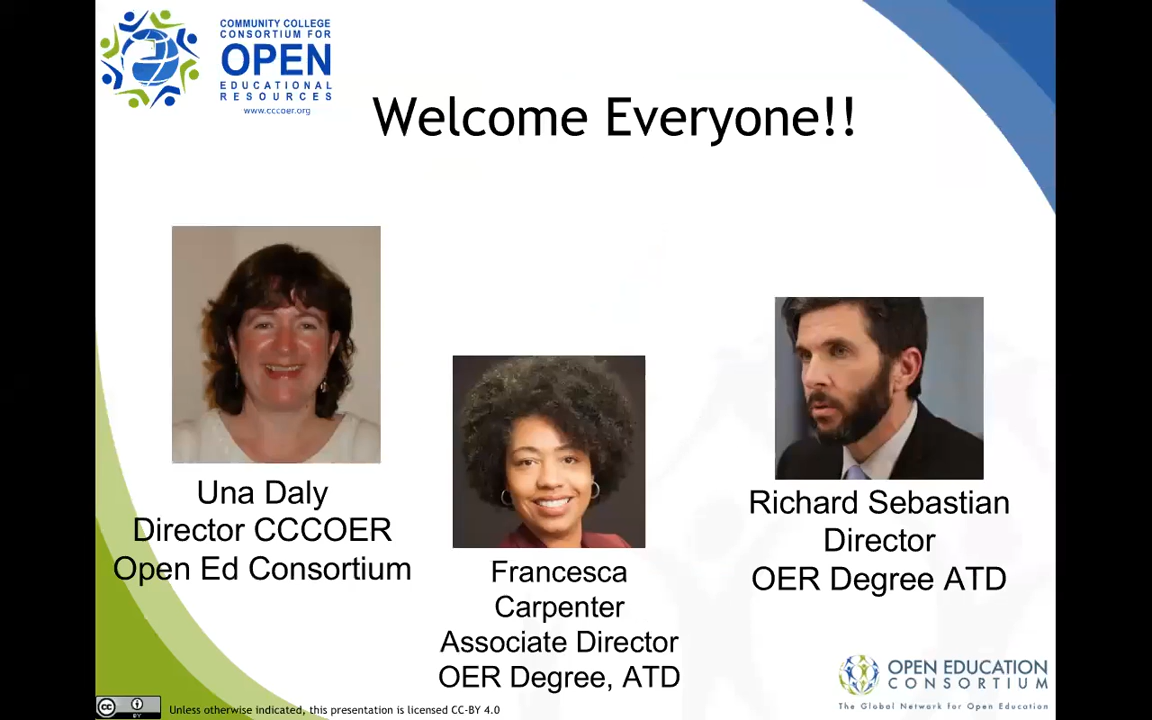 COMMUNITY COLLEGE
CONSORTIUM FOR
OPEN
EDUCATIONAL
RESOURCES
www.cccoer.org
Welcome Everyone!!
Una Daly
Director CCCOER
Open Ed Consortium
Francesca
Carpenter
Associate Director
OER Degree, ATD
Richard Sebastian
Director
OER Degree ATD
OPEN EDUCATION
CONSORTIUM
The Global Network for Open Education
cc
BY
Unless otherwise indicated, this presentation is licensed CC-BY 4.0